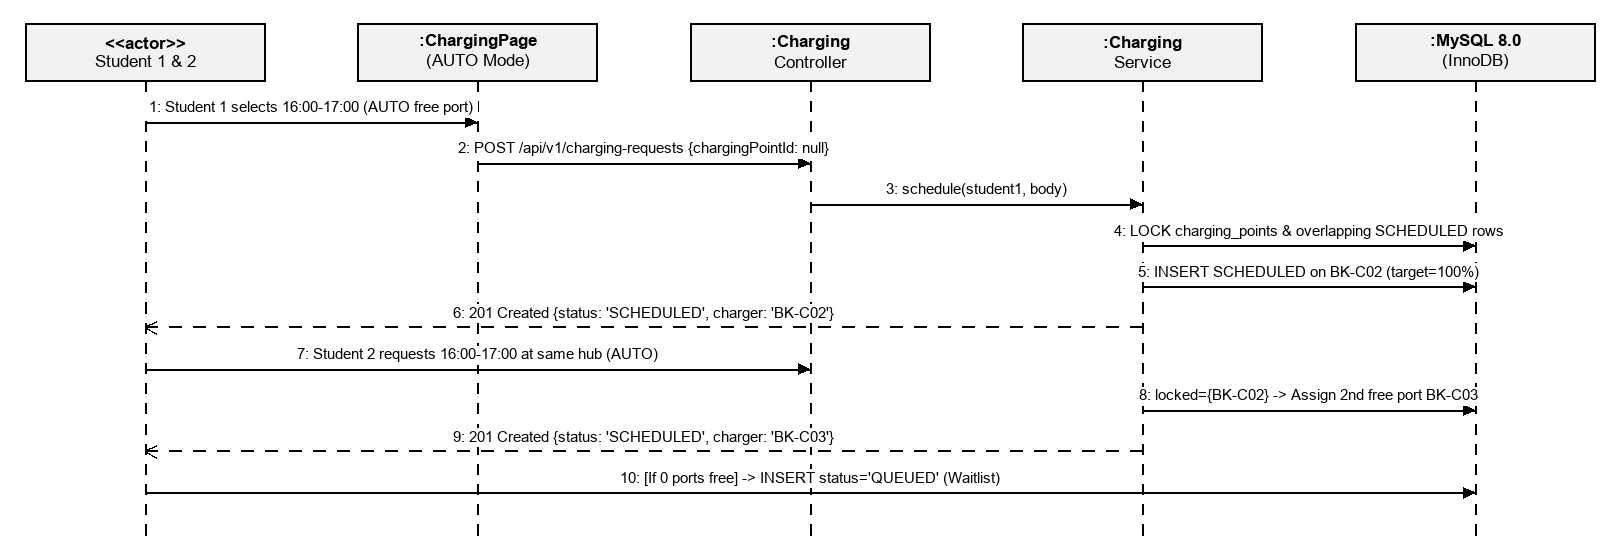 <<actor>>
Student 1 & 2
:ChargingPage
(AUTO Mode)
:Charging
Controller
:Charging
Service
:MySQL 8.0
(InnoDB)
1: Student 1 selects 16:00-17:00 (AUTO free port)
2: POST /api/v1/charging-requests {chargingPointId: null}
3: schedule(student1, body)
4: LOCK charging_points & overlapping SCHEDULED rows
5: INSERT SCHEDULED on BK-C02 (target=100%)
6: 201 Created {status: 'SCHEDULED', charger: 'BK-C02'}
7: Student 2 requests 16:00-17:00 at same hub (AUTO)
8: locked={BK-C02} -> Assign 2nd free port BK-C03
9: 201 Created {status: 'SCHEDULED', charger: 'BK-C03'}
10: [If 0 ports free] -> INSERT status='QUEUED' (Waitlist)